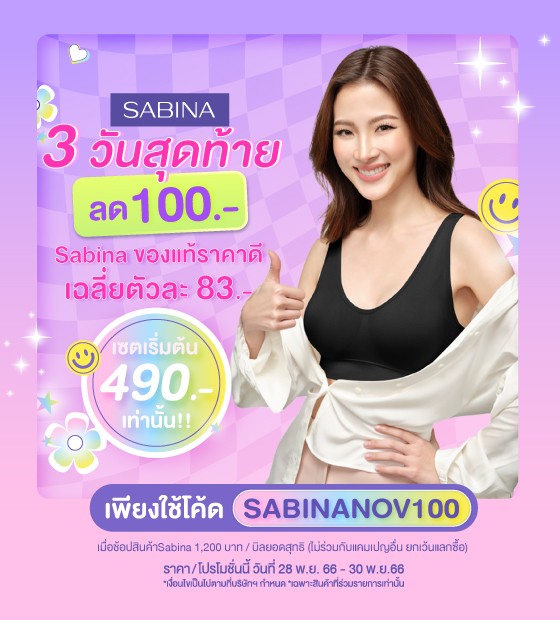 SABINA
3 วันสุดท้าย
ลด 100.-
Sabina ของแท้ราคาดี
เฉลี่ยตัวละ 83.-
เซตเริ่มต้น
490.-
เท่านั้น!!
เพียงใช้โค้ด SABINANOV100
เมื่อช้อปสินค้าSabina 1,200 บาท / บิลยอดสุทธิ (ไม่ร่วมกับแคมเปญอื่น ยกเว้นแลกซื้อ)
ราคา/โปรโมชั่นนี้ วันที่ 28 พ.ย. 66 - 30 พ.ย.66
*เงื่อนไขเป็นไปตามที่บริษัทฯ กำหนด *เฉพาะสินค้าที่ร่วมรายการเท่านั้น